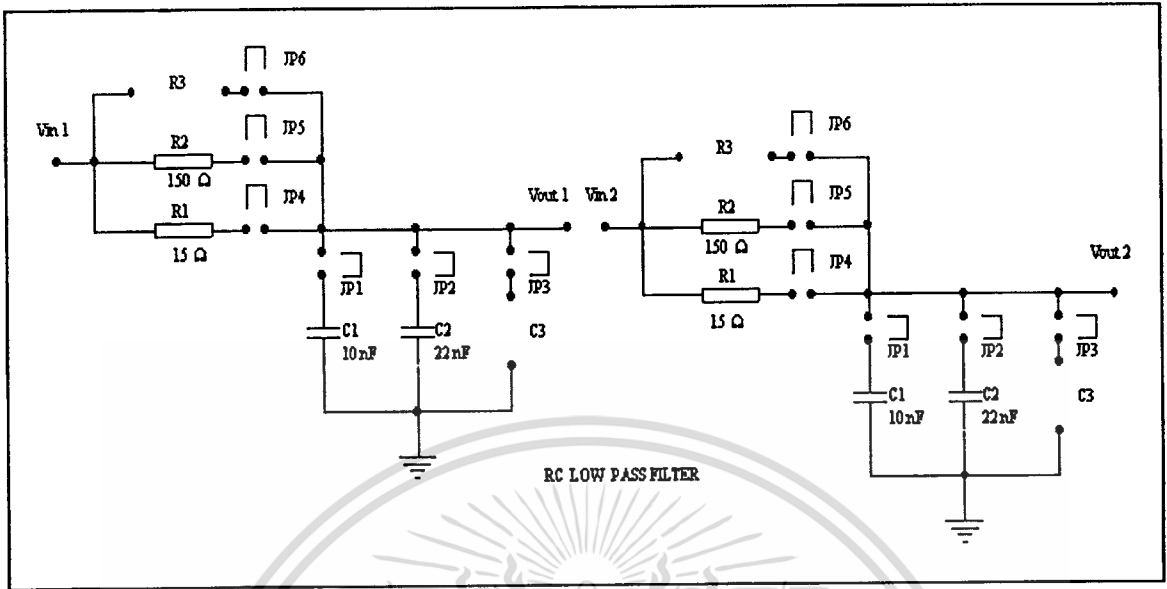 JP6
R3
Vin 1
JP5
R2
150 Ω
JP4
R1
15 Ω
Vout 1
JP1
JP2
JP3
C1
10nF
C2
22nF
C3
Vin 2
JP6
R3
JP5
R2
150 Ω
JP4
R1
15 Ω
Vout 2
JP1
JP2
JP3
C1
10nF
C2
22nF
C3
RC LOW PASS FILTER